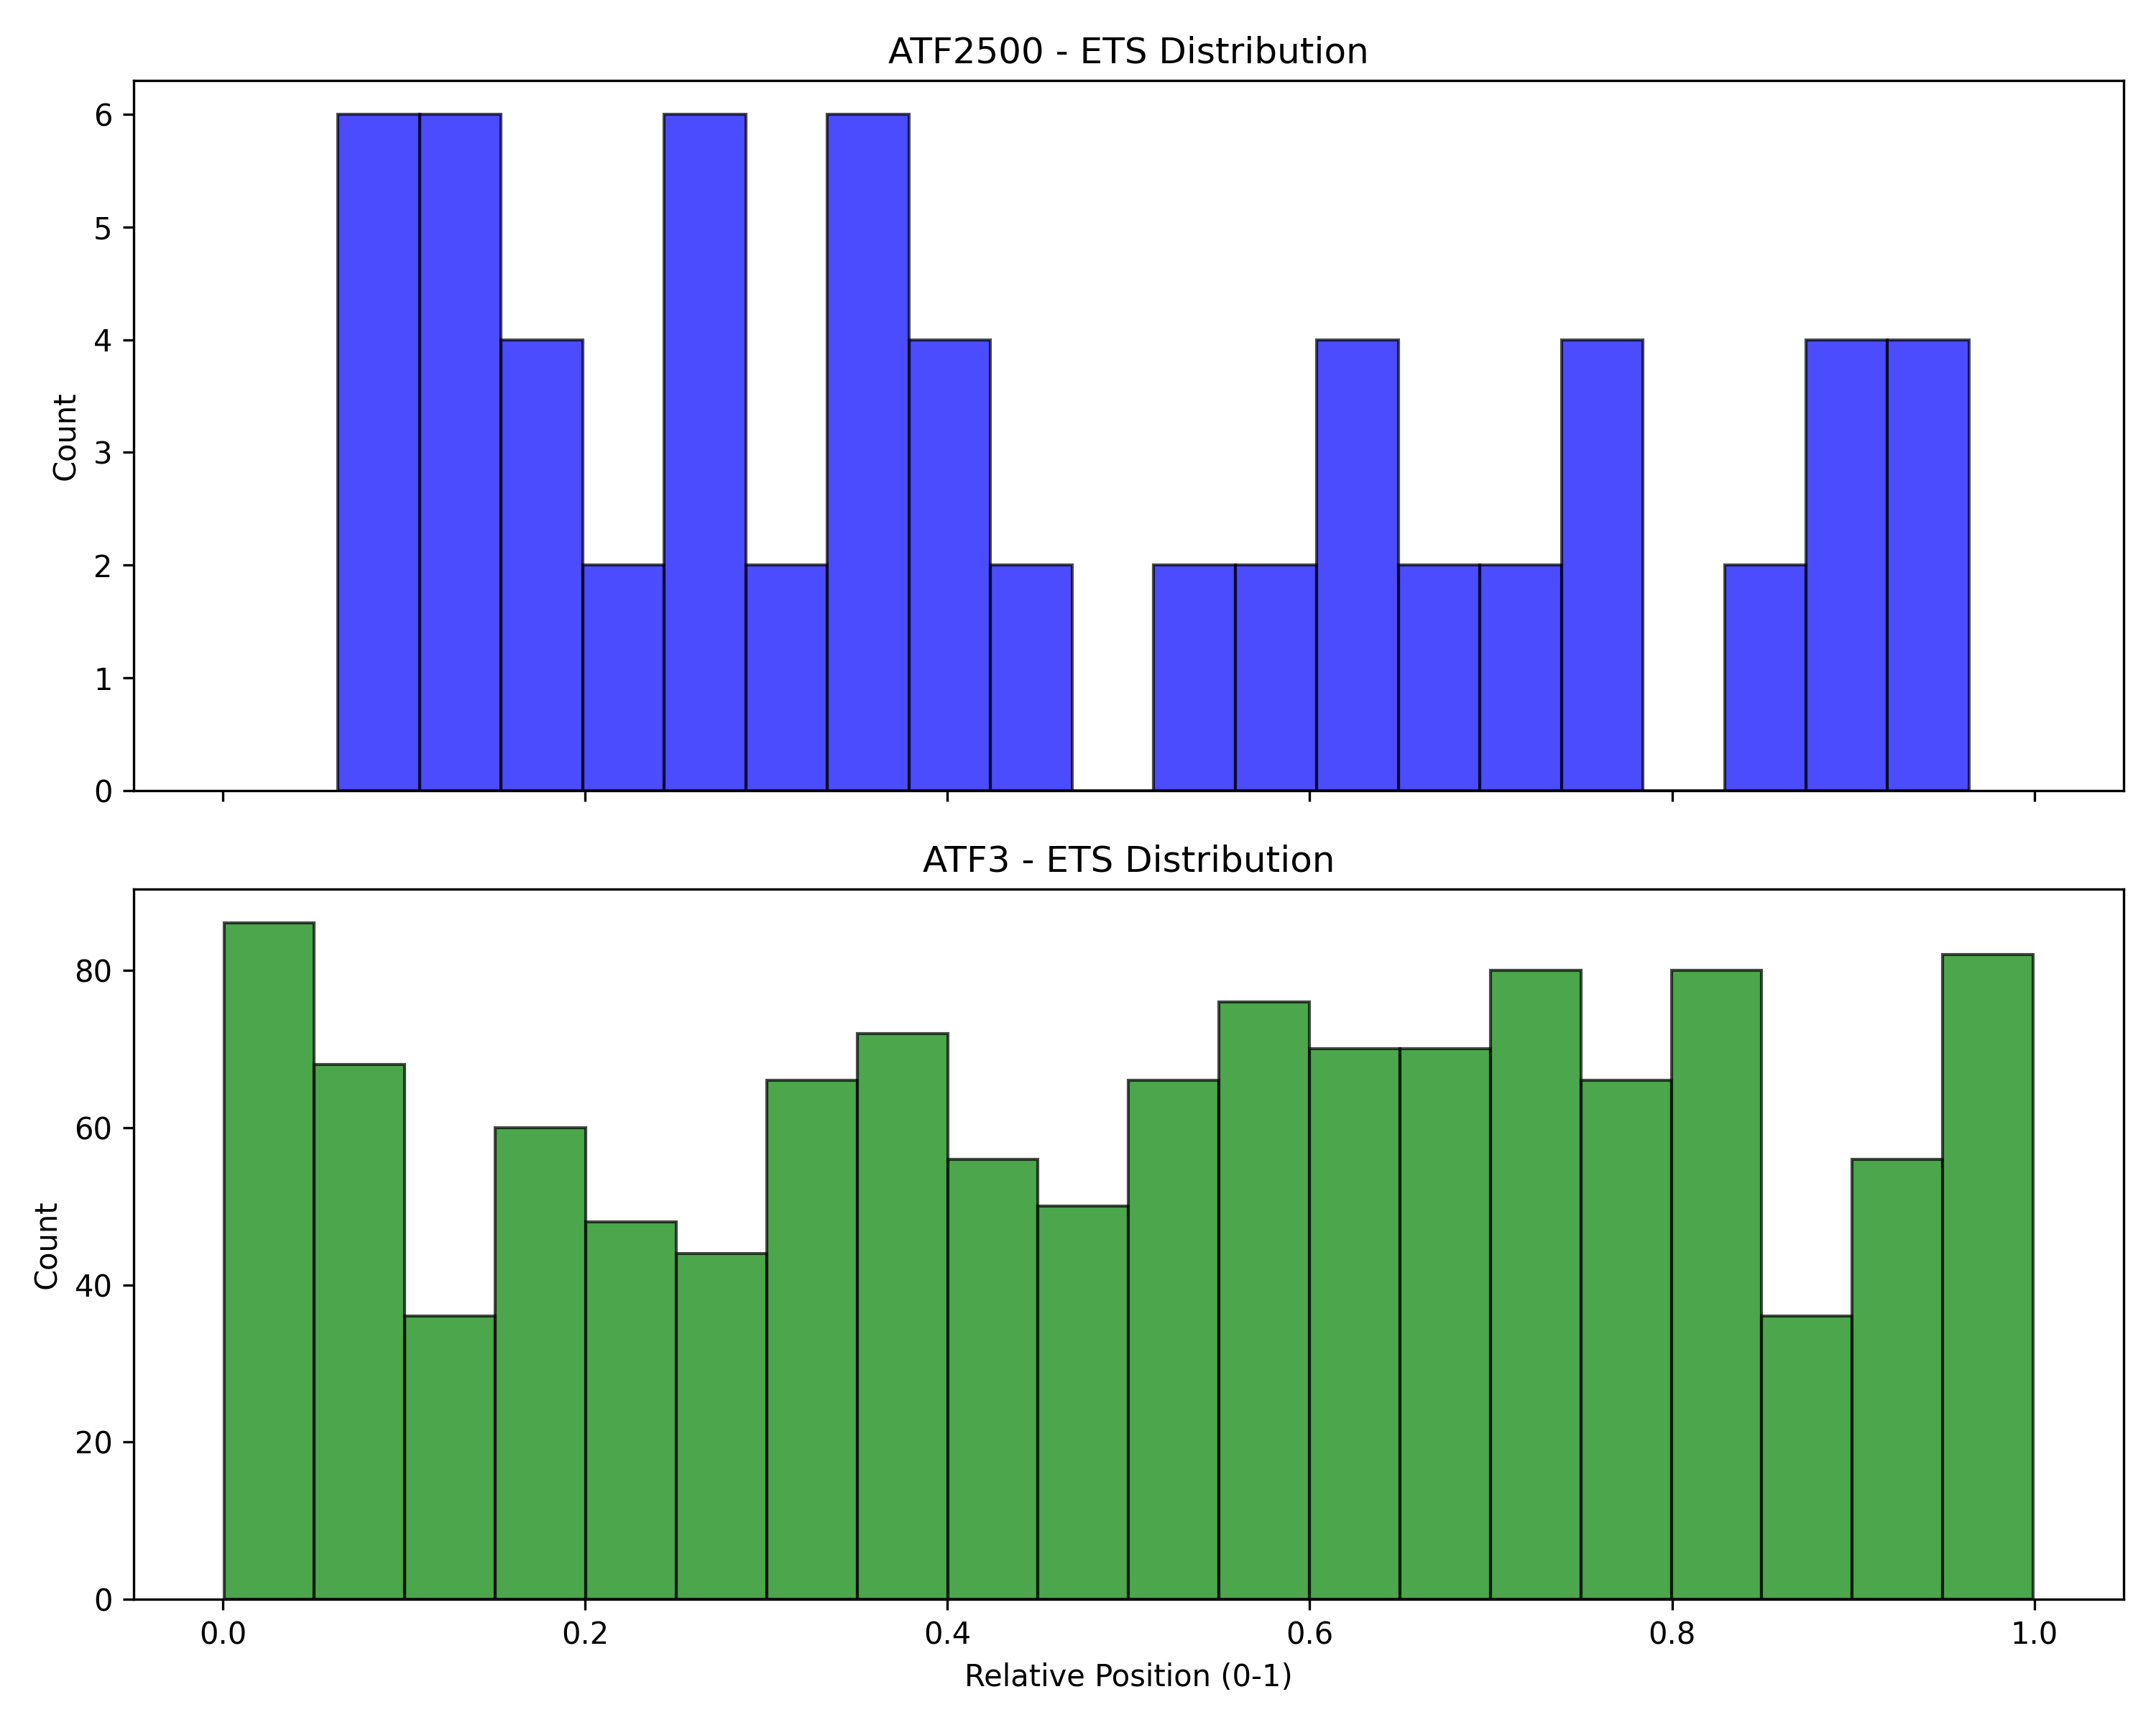 ATF2500 - ETS Distribution
6
5
4
3
2
1
0
Count
ATF3 - ETS Distribution
80
60
40
20
0
Count
0.0 0.2 0.4 0.6 0.8 1.0
Relative Position (0-1)